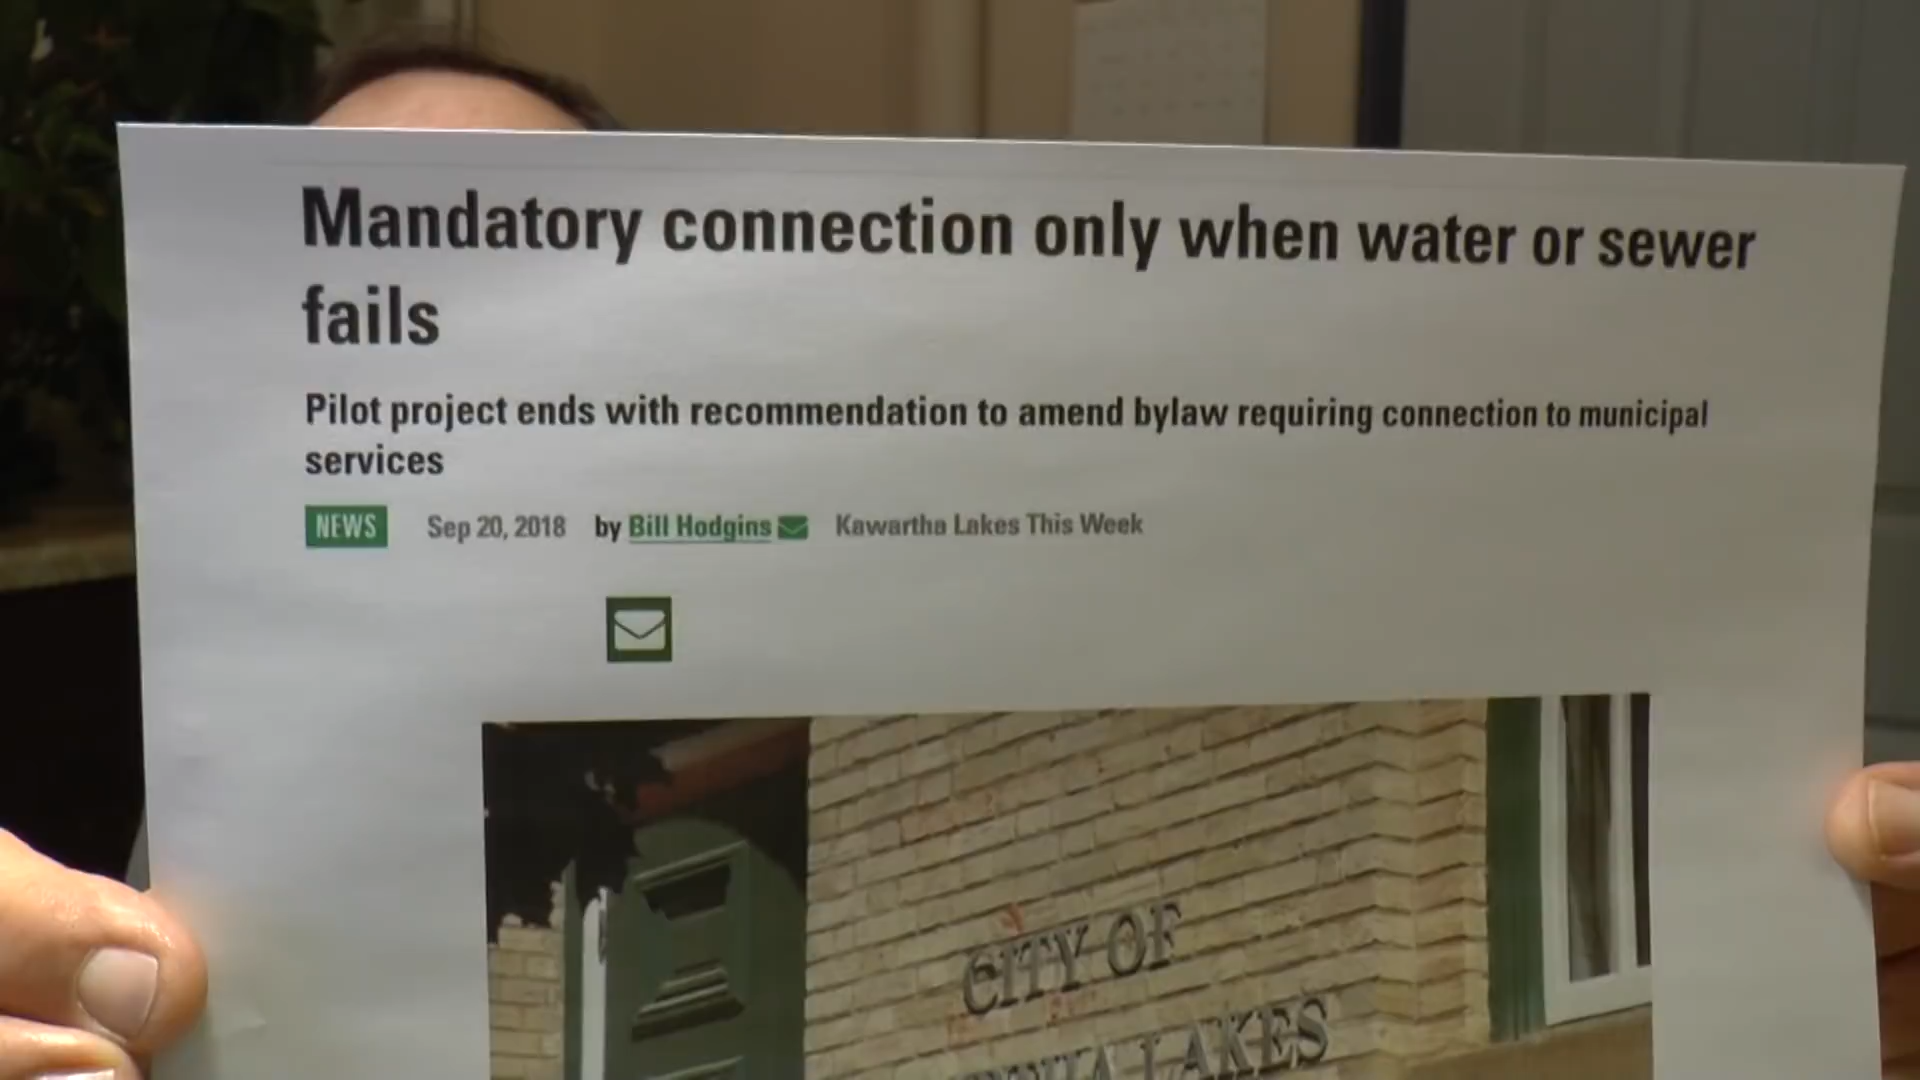 Mandatory connection only when water or sewer
fails
Pilot project ends with recommendation to amend bylaw requiring connection to municipal
services
NEWS Sep 20, 2018 by Bill Hodgins Kawartha Lakes This Week
CITY OF
LAKES